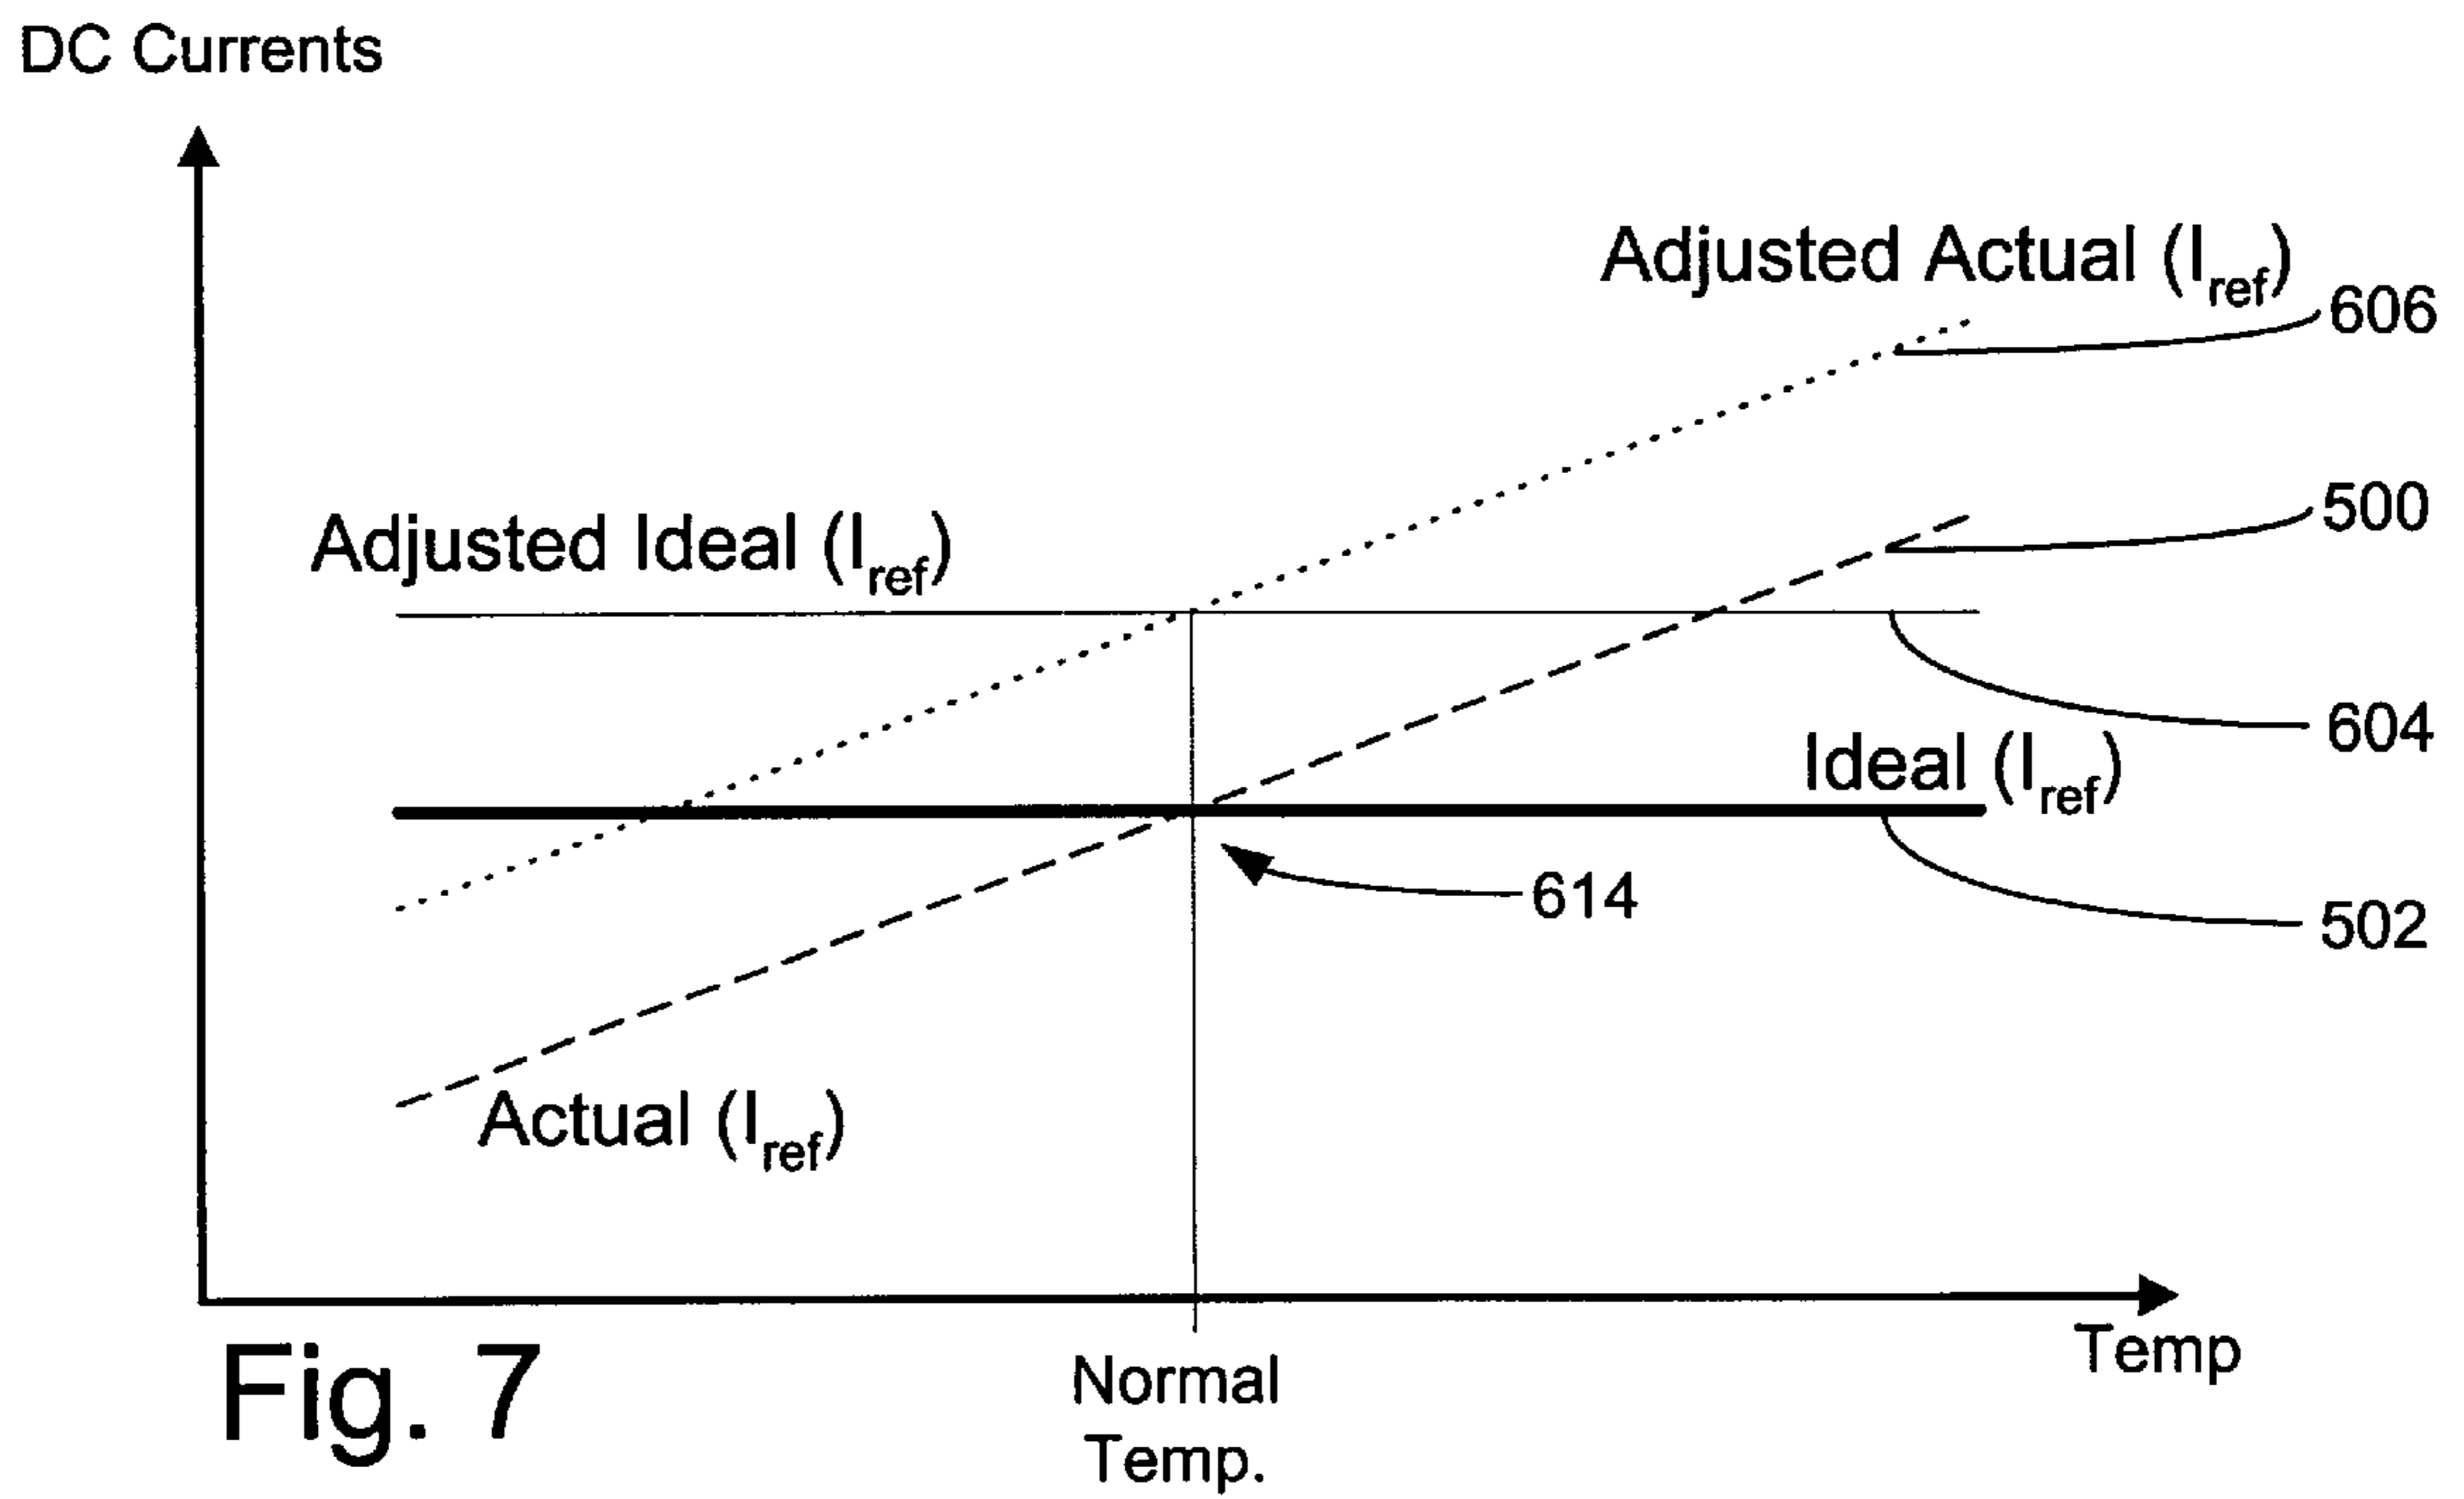 DC Currents
Adjusted Actual (Iref)
606
500
Adjusted Ideal (Iref)
604
Ideal (Iref)
614
502
Actual (Iref)
Temp
Fig. 7
Normal
Temp.